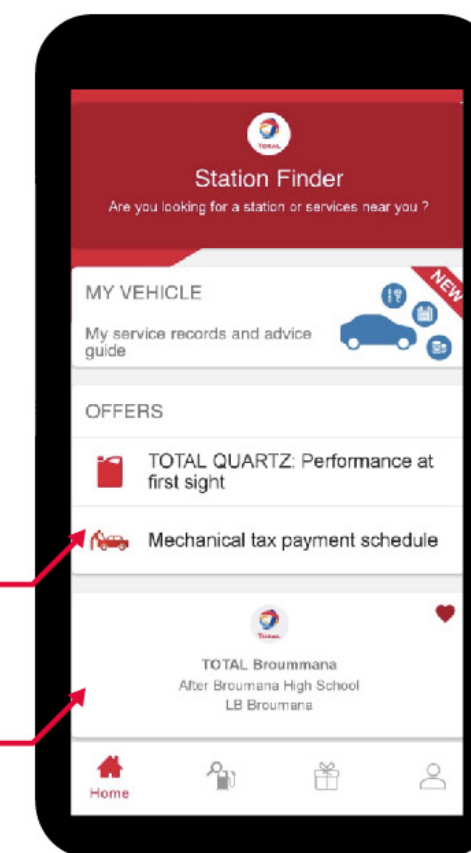 TOTAL
Station Finder
Are you looking for a station or services near you ?
NEW
MY VEHICLE
My service records and advice
guide
OFFERS
TOTAL QUARTZ: Performance at
first sight
Mechanical tax payment schedule
TOTAL
TOTAL Broummana
After Broumana High School
LB Broumana
Home